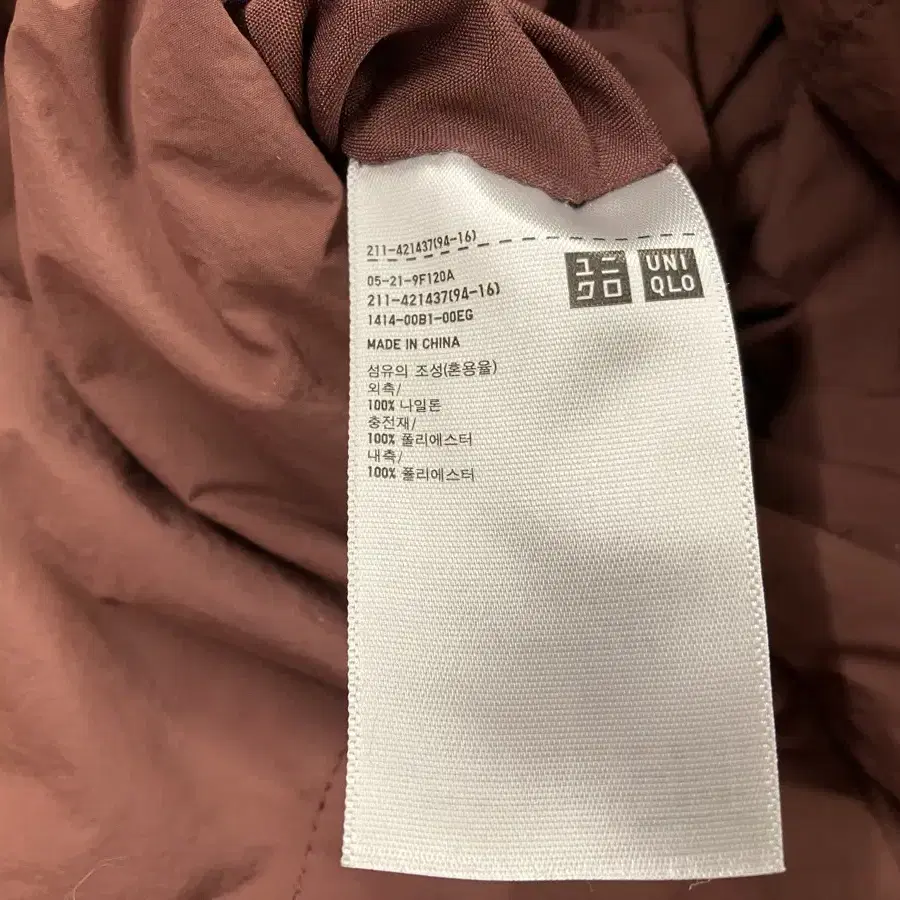 211-421437(94-16)
ユニ
クロ
UNI
QLO
05-21-9F120A
211-421437(94-16)
1414-00B1-00EG
MADE IN CHINA
섬유의 조성(혼용율)
외측/
100% 나일론
충전재/
100% 폴리에스터
내측/
100% 폴리에스터